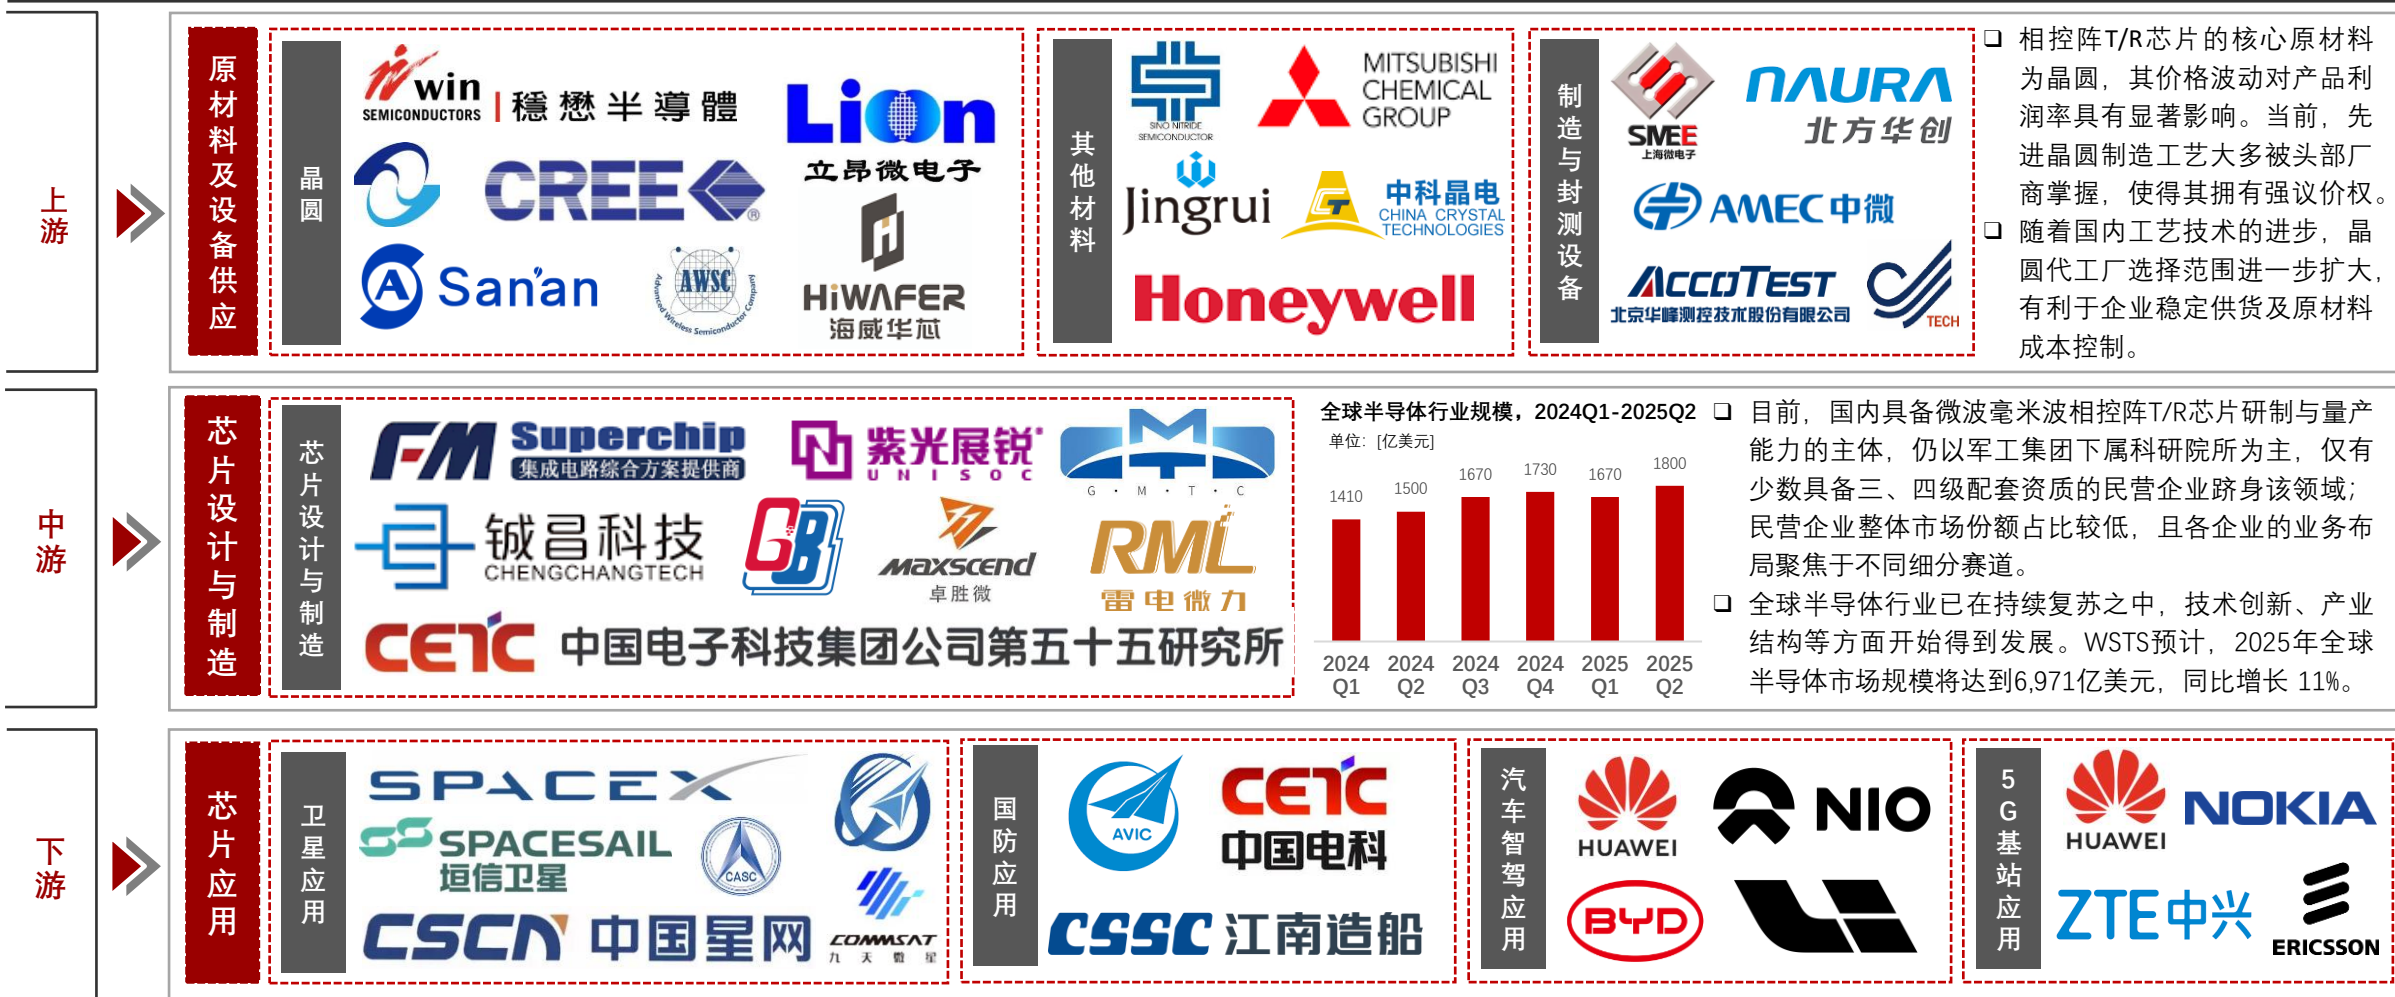 上游
原材料及设备供应
晶圆
win
SEMICONDUCTORS
穩懋半導體
Lion
立昂微电子
CREE
®
San'an
AWSC
Advanced Wireless Semiconductor Company
HiWAFER
海威华芯
其他材料
SINO NITRIDE
SEMICONDUCTOR
MITSUBISHI
CHEMICAL
GROUP
Jingrui
CT
中科晶电
CHINA CRYSTAL
TECHNOLOGIES
Honeywell
制造与封测设备
SMEE
上海微电子
NAURA
北方华创
AMEC中微
ACCOTEST
北京华峰测控技术股份有限公司
TECH
❑ 相控阵T/R芯片的核心原材料
为晶圆，其价格波动对产品利
润率具有显著影响。当前，先
进晶圆制造工艺大多被头部厂
商掌握，使得其拥有强议价权。
❑ 随着国内工艺技术的进步，晶
圆代工厂选择范围进一步扩大，
有利于企业稳定供货及原材料
成本控制。
中游
芯片设计与制造
芯片设计与制造
FM
Superchip
集成电路综合方案提供商
紫光展锐
UNISOC
G·M·T·C
铖昌科技
CHENGCHANGTECH
GB
maxscend
卓胜微
RML
雷电微力
CETC
中国电子科技集团公司第五十五研究所
全球半导体行业规模，2024Q1-2025Q2
单位：[亿美元]
1410 1500 1670 1730 1670 1800
2024 2024 2024 2024 2025 2025
Q1 Q2 Q3 Q4 Q1 Q2
❑ 目前，国内具备微波毫米波相控阵T/R芯片研制与量产
能力的主体，仍以军工集团下属科研院所为主，仅有
少数具备三、四级配套资质的民营企业跻身该领域；
民营企业整体市场份额占比较低，且各企业的业务布
局聚焦于不同细分赛道。
❑ 全球半导体行业已在持续复苏之中，技术创新、产业
结构等方面开始得到发展。WSTS预计，2025年全球
半导体市场规模将达到6,971亿美元，同比增长 11%。
下游
芯片应用
卫星应用
SPACEX
SPACESAIL
垣信卫星
CASC
CSCN 中国星网
COMMSAT
九天微星
国防应用
AVIC
CETC
中国电科
CSSC 江南造船
汽车智驾应用
HUAWEI
NIO
BYD
5G基站应用
HUAWEI
NOKIA
ZTE中兴
ERICSSON